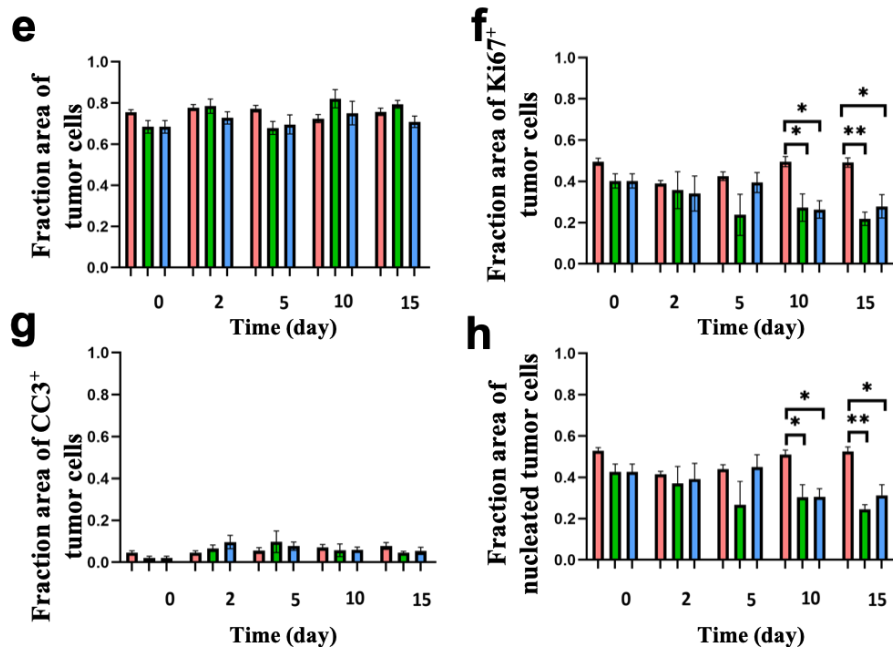 e
Fraction area of
tumor cells
1.0
0.8
0.6
0.4
0.2
0.0
0 2 5 10 15
Time (day)
f
Fraction area of Ki67+
tumor cells
1.0
0.8
0.6
0.4
0.2
0.0
*
*
*
**
0 2 5 10 15
Time (day)
g
Fraction area of CC3+
tumor cells
1.0
0.8
0.6
0.4
0.2
0.0
0 2 5 10 15
Time (day)
h
Fraction area of
nucleated tumor cells
1.0
0.8
0.6
0.4
0.2
0.0
*
*
*
**
0 2 5 10 15
Time (day)